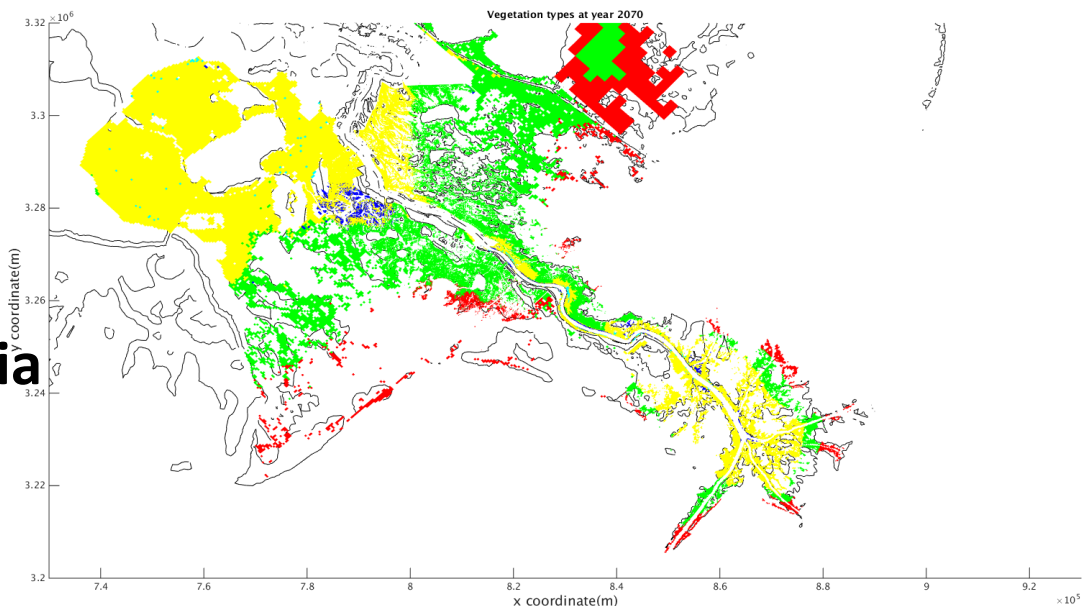 Vegetation types at year 2070
×10⁶
3.32
3.3
3.28
3.26
3.24
3.22
3.2
y coordinate(m)
ia
7.4 7.6 7.8 8 8.2 8.4 8.6 8.8 9 9.2
x coordinate(m)
×10⁵